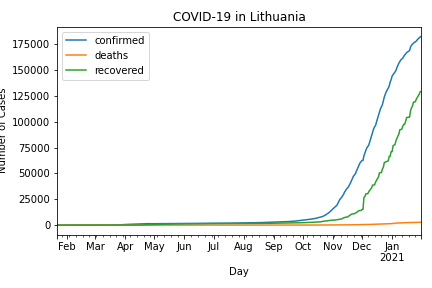 COVID-19 in Lithuania
confirmed
deaths
recovered
175000
150000
125000
100000
75000
50000
25000
0
Number of Cases
Feb Mar Apr May Jun Jul Aug Sep Oct Nov Dec Jan
2021
Day